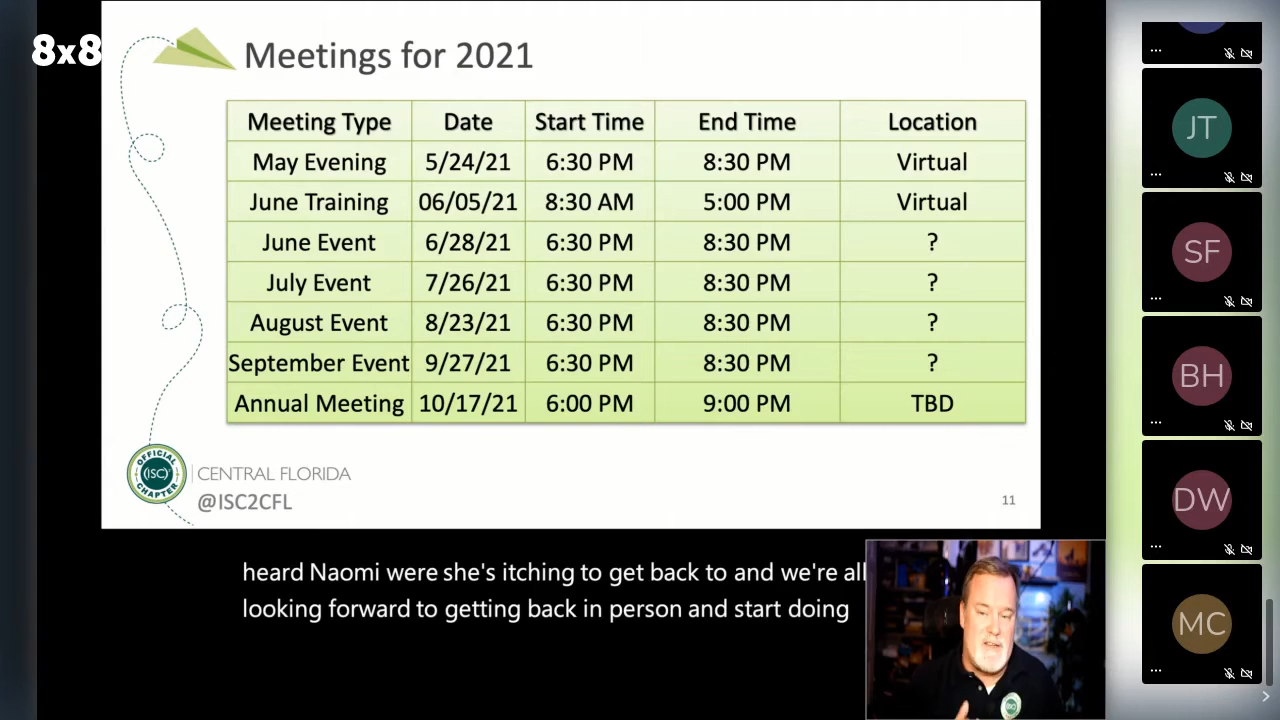 8x8
Meetings for 2021
Meeting Type Date Start Time End Time Location
May Evening 5/24/21 6:30 PM 8:30 PM Virtual
June Training 06/05/21 8:30 AM 5:00 PM Virtual
June Event 6/28/21 6:30 PM 8:30 PM ?
July Event 7/26/21 6:30 PM 8:30 PM ?
August Event 8/23/21 6:30 PM 8:30 PM ?
September Event 9/27/21 6:30 PM 8:30 PM ?
Annual Meeting 10/17/21 6:00 PM 9:00 PM TBD
OFFICIAL
(ISC)²
CHAPTER
CENTRAL FLORIDA
@ISC2CFL
11
heard Naomi were she's itching to get back to and we're all
looking forward to getting back in person and start doing
JT
SF
BH
DW
MC